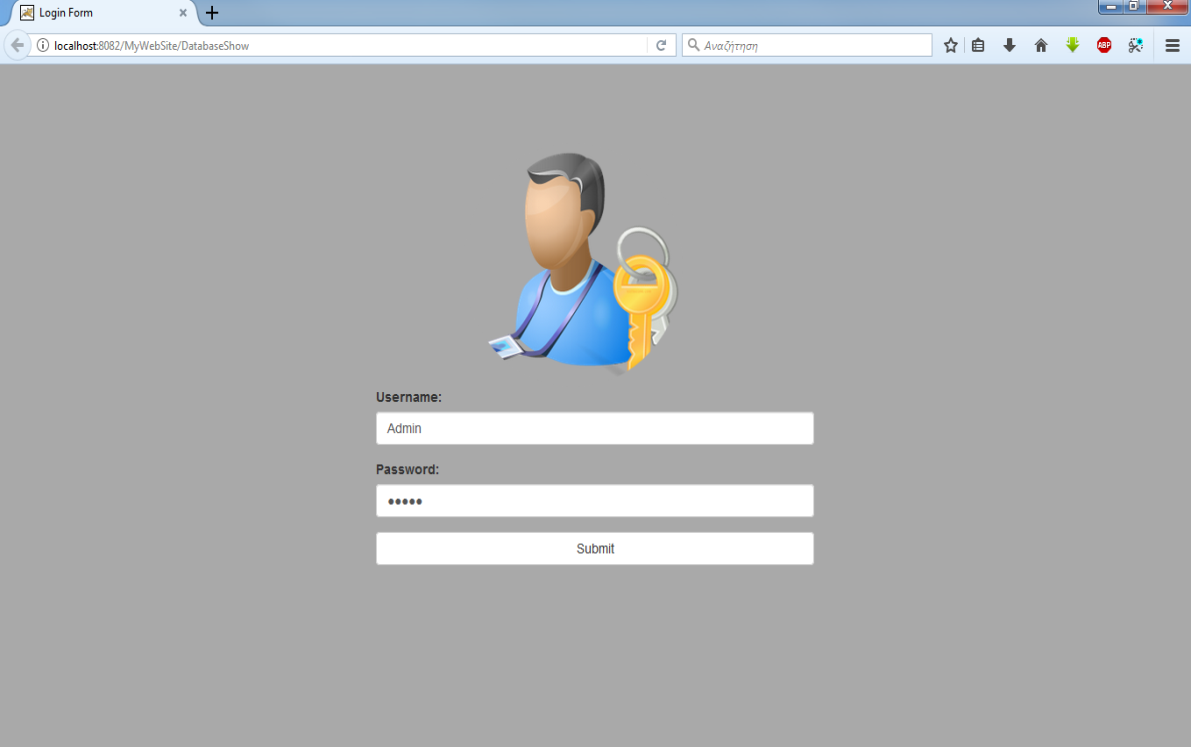 Login Form
localhost:8082/MyWebSite/DatabaseShow
Αναζήτηση
ABP
Username:
Admin
Password:
•••••
Submit